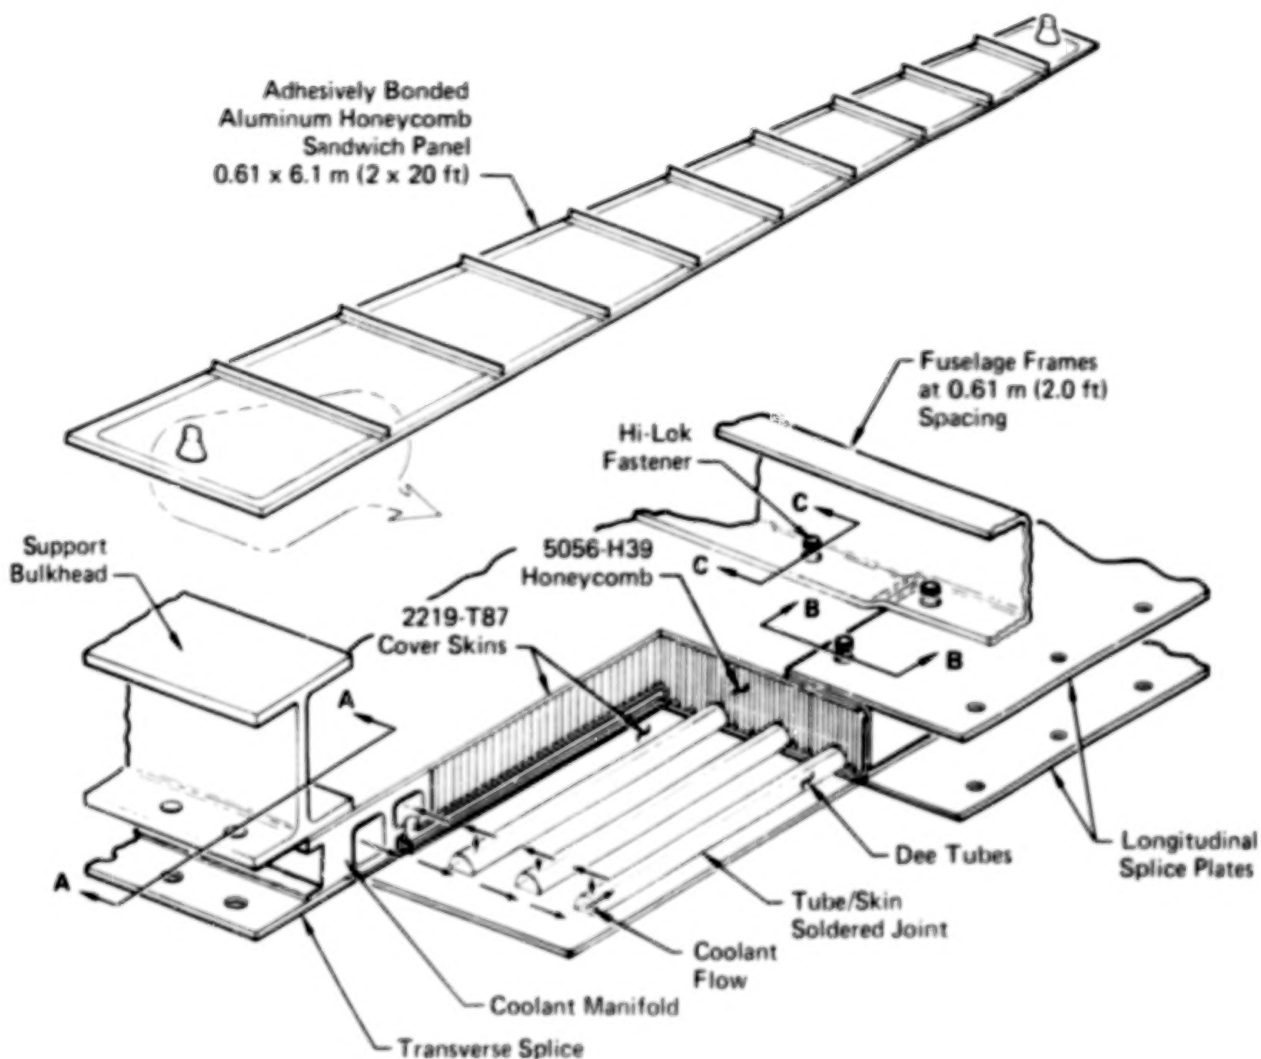 Adhesively Bonded
Aluminum Honeycomb
Sandwich Panel
0.61 x 6.1 m (2 x 20 ft)
Fuselage Frames
at 0.61 m (2.0 ft)
Spacing
Hi-Lok
Fastener
C
C
5056-H39
Honeycomb
Support
Bulkhead
2219-T87
Cover Skins
B
B
A
A
Longitudinal
Splice Plates
Dee Tubes
Tube/Skin
Soldered Joint
Coolant
Flow
Coolant Manifold
Transverse Splice